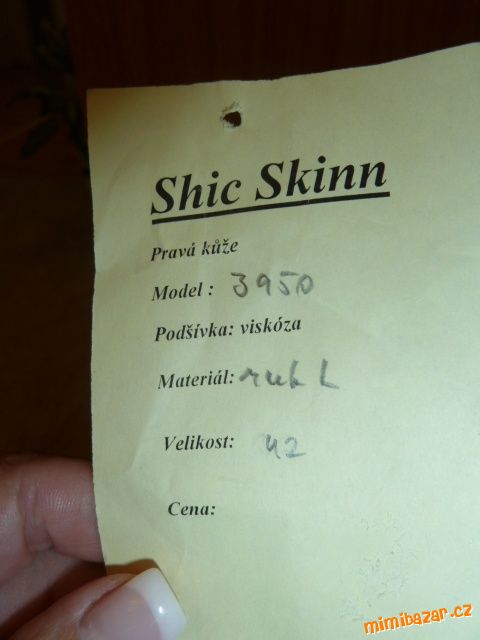 Shic Skinn
Pravá kůže
Model : 3950
Podšívka: viskóza
Materiál:
Velikost: 42
Cena:
mimibazar.cz